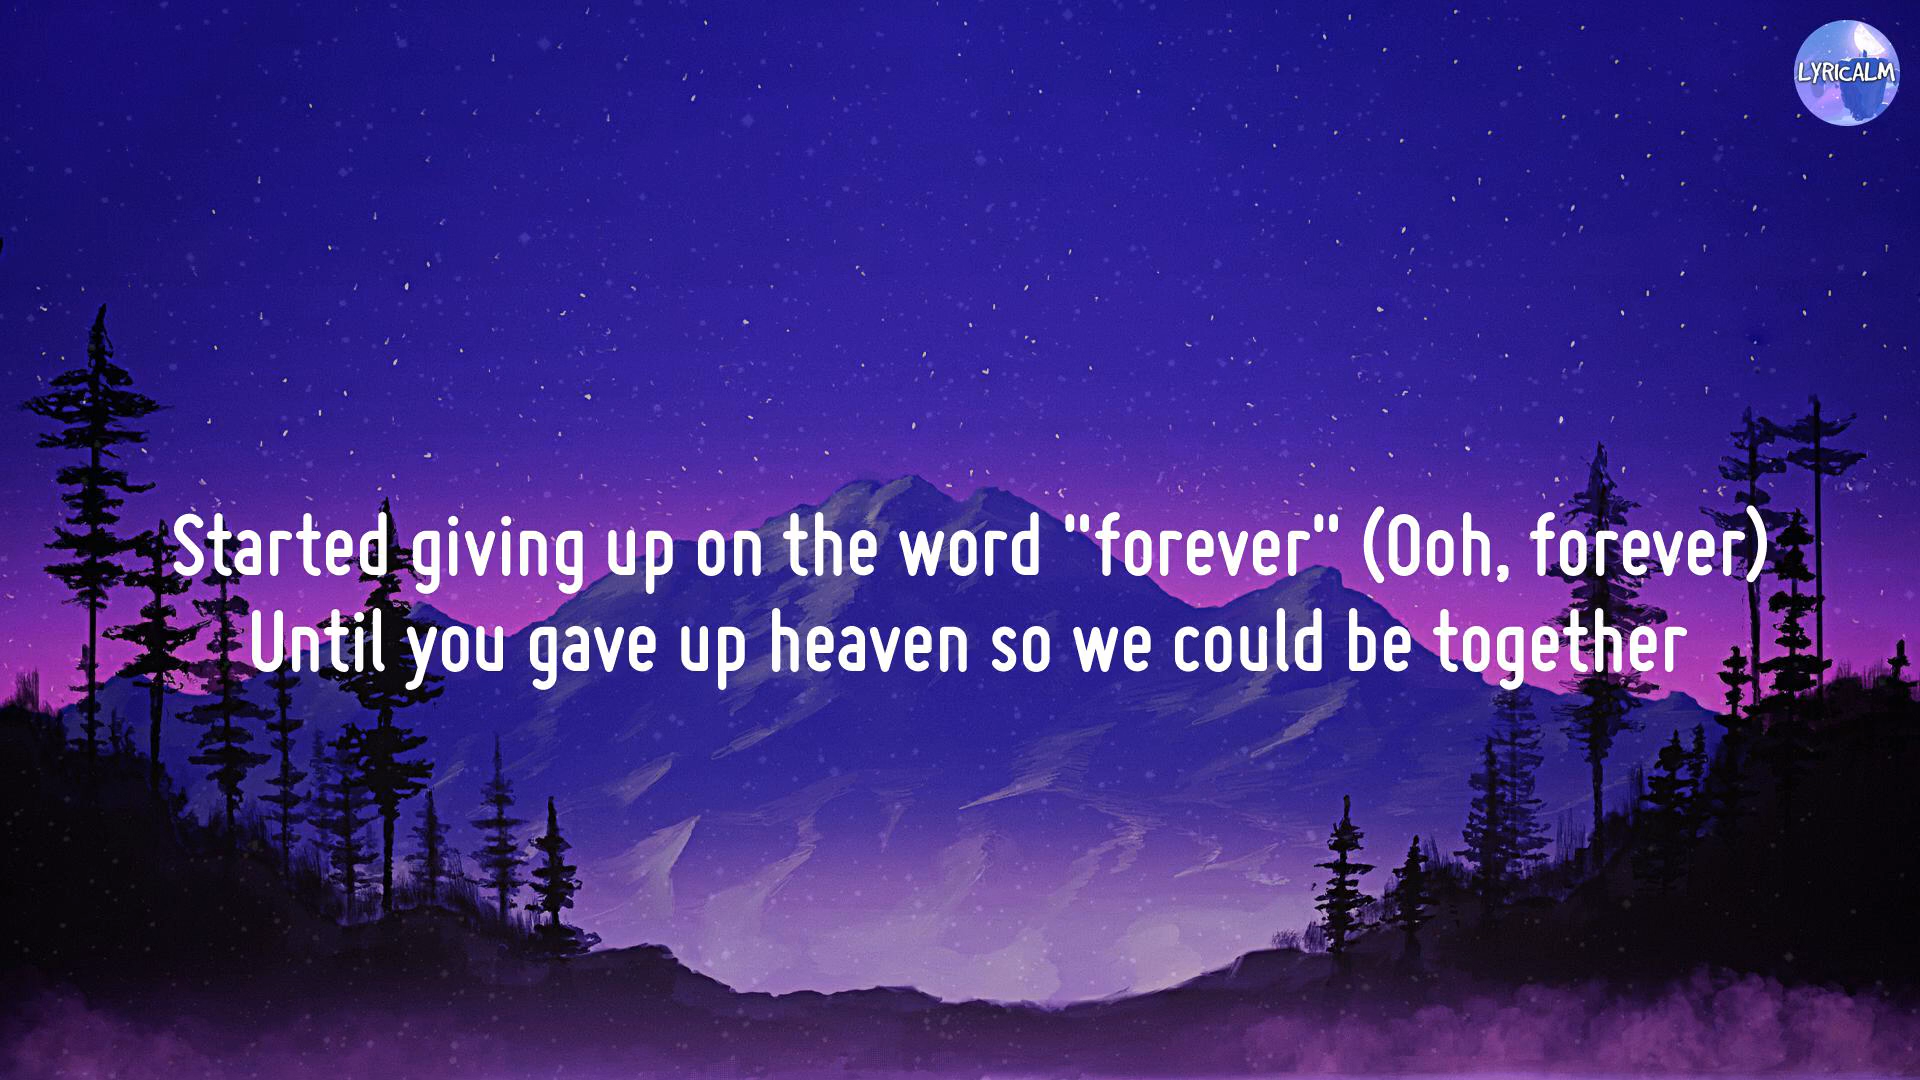 LYRICALM
Started giving up on the word "forever" (Ooh, forever)
Until you gave up heaven so we could be together